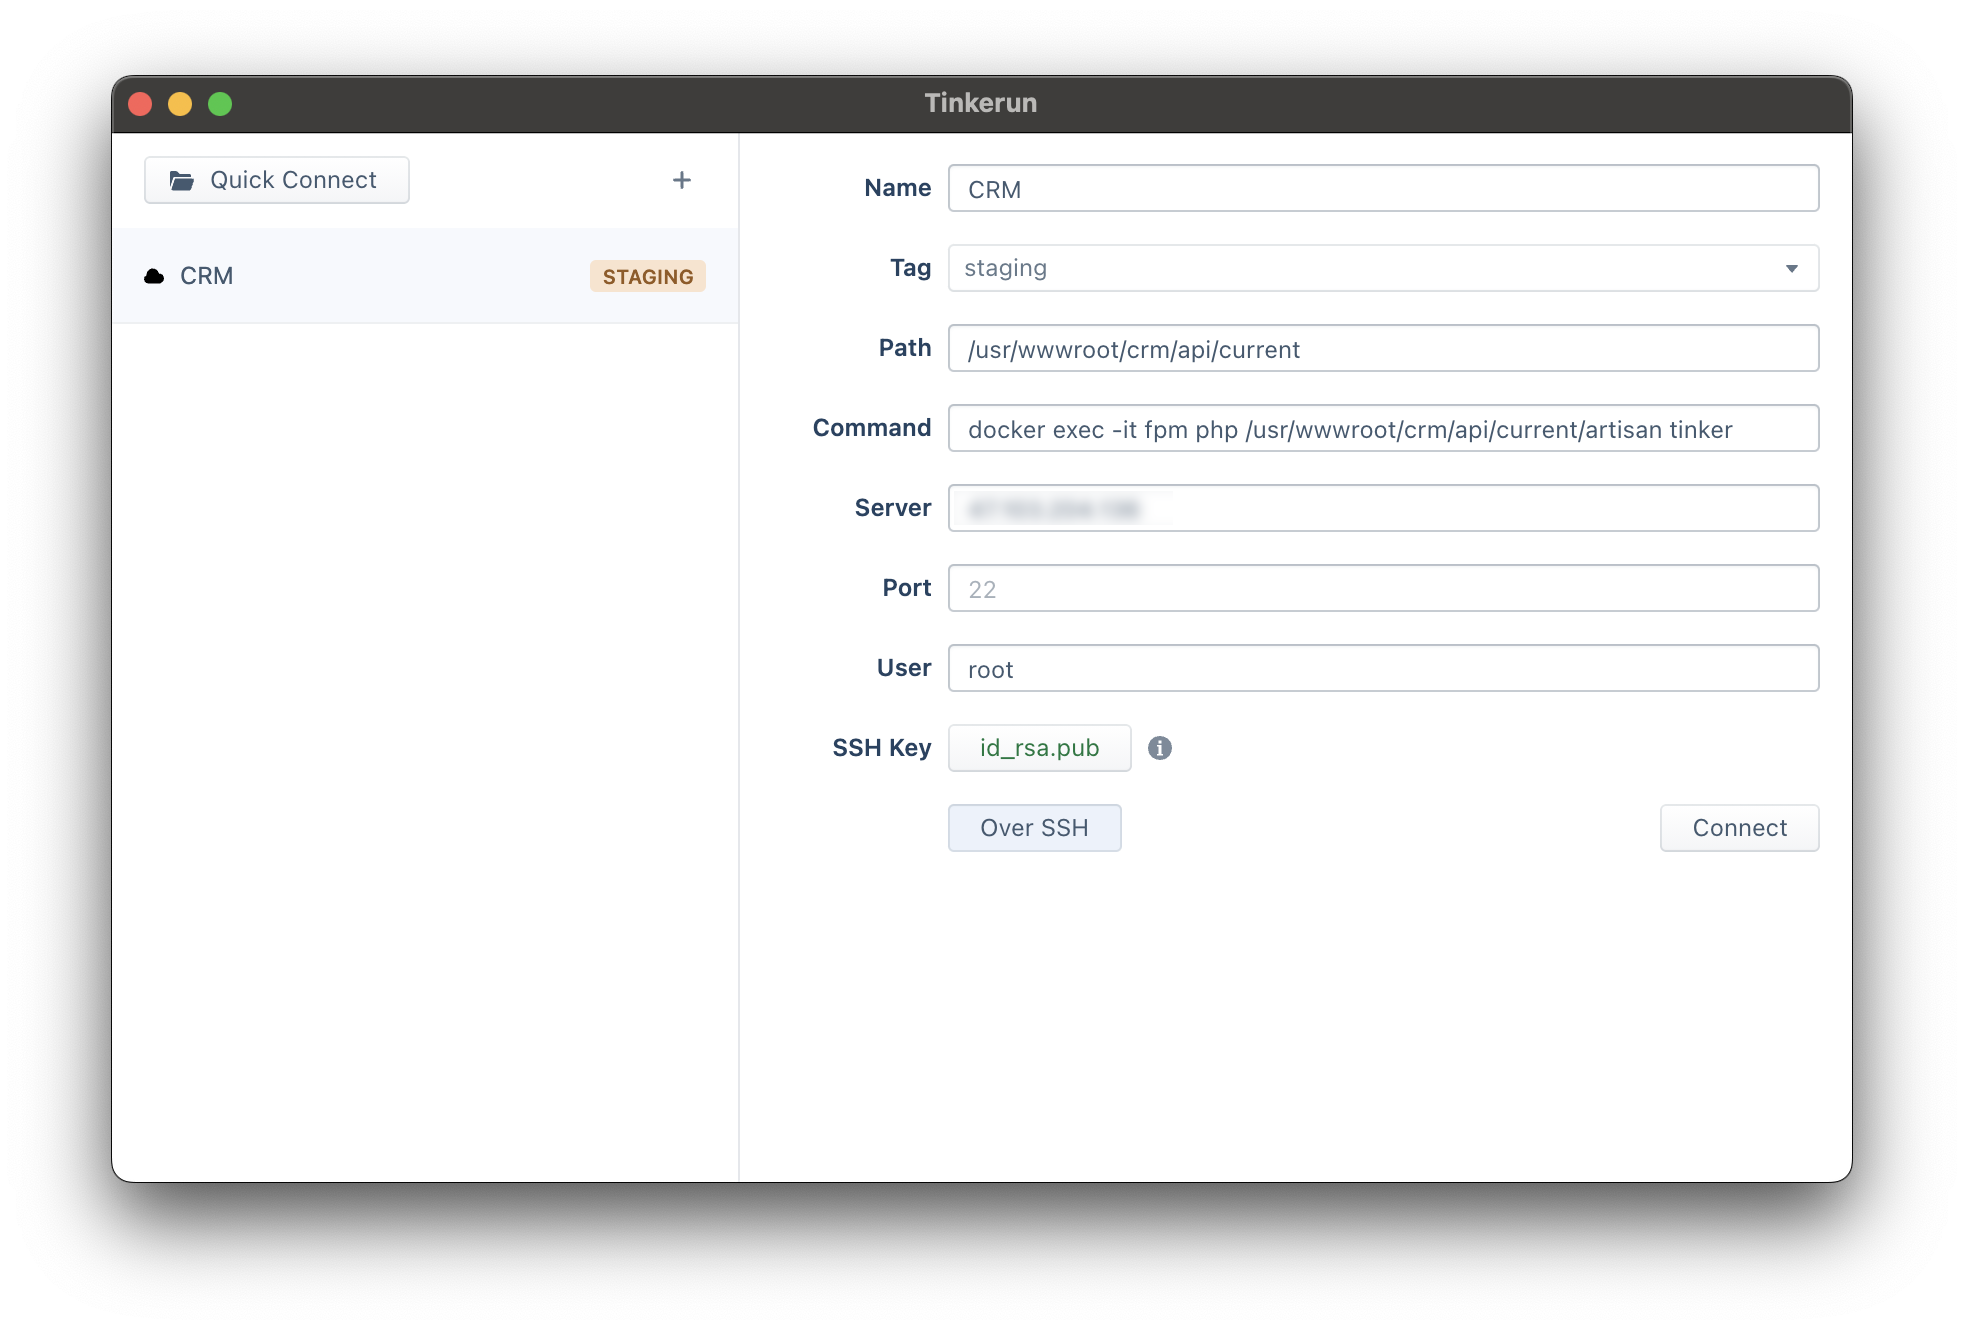 Tinkerun
Quick Connect
+
CRM STAGING
Name CRM
Tag staging
Path /usr/wwwroot/crm/api/current
Command docker exec -it fpm php /usr/wwwroot/crm/api/current/artisan tinker
Server
Port 22
User root
SSH Key id_rsa.pub
Over SSH Connect